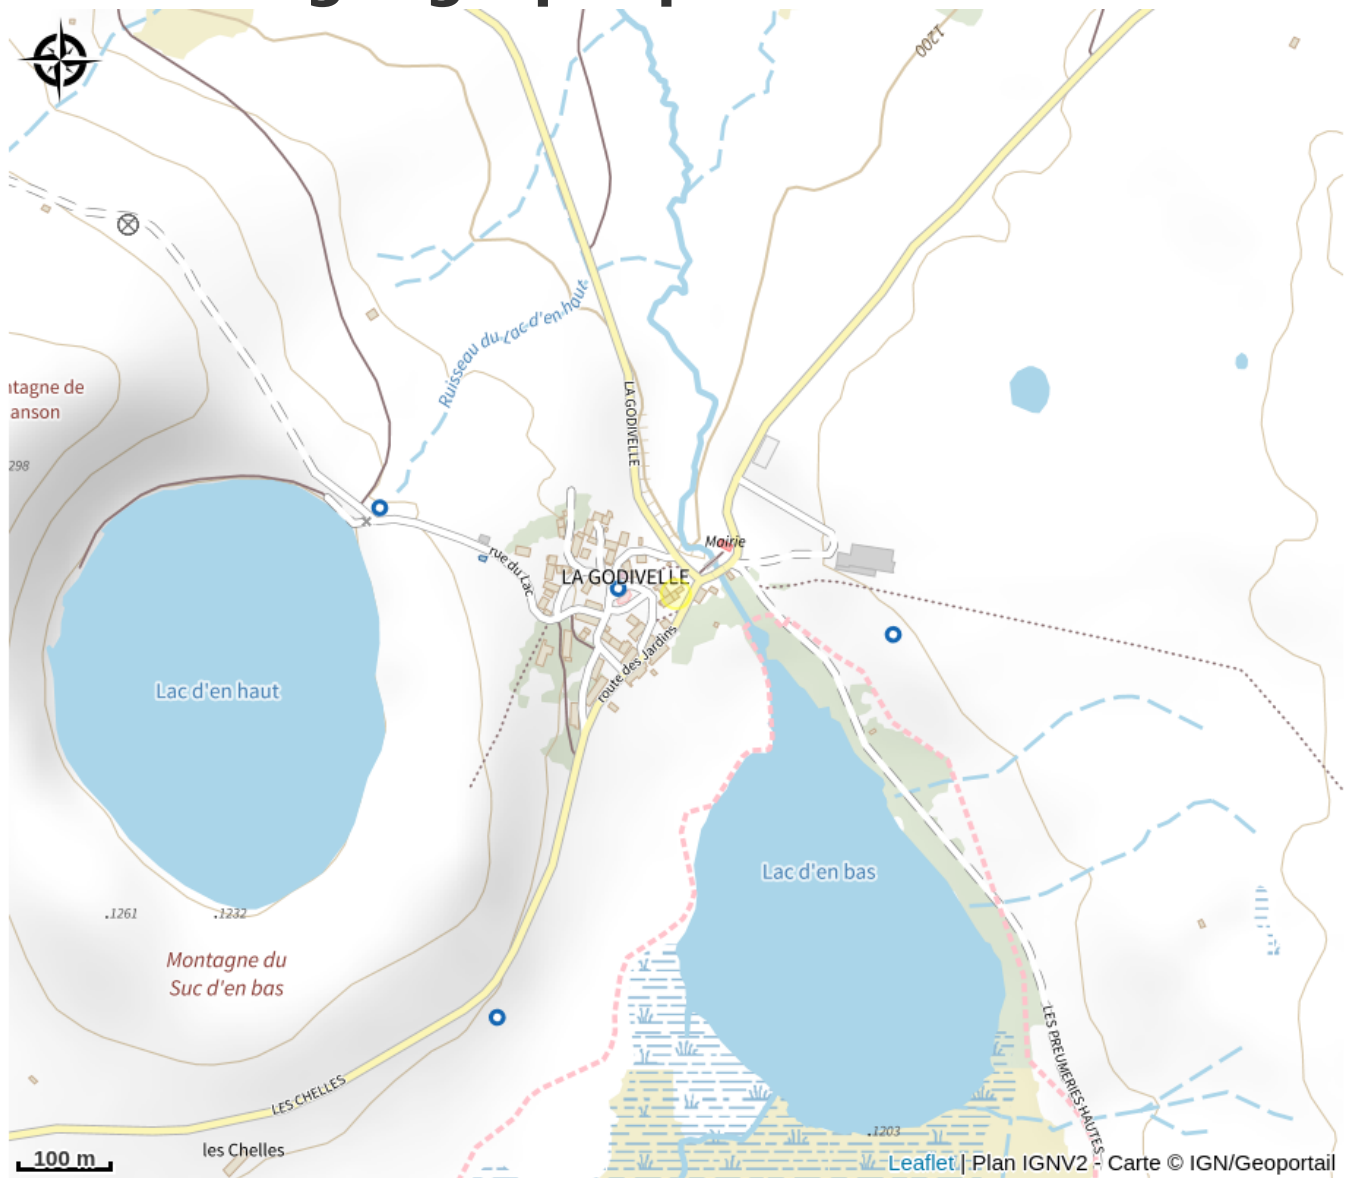 1200
Ruisseau du Lac d'en haut
ntagne de
anson
298
LA GODIVELLE
Mairie
rue du Lac
LA GODIVELLE
route des Jardins
Lac d'en haut
Lac d'en bas
.1261
.1232
Montagne du
Suc d'en bas
LES PREUMERIES HAUTES
LES CHELLES
les Chelles
.1203
100 m
Leaflet | Plan IGNV2 - Carte © IGN/Geoportail